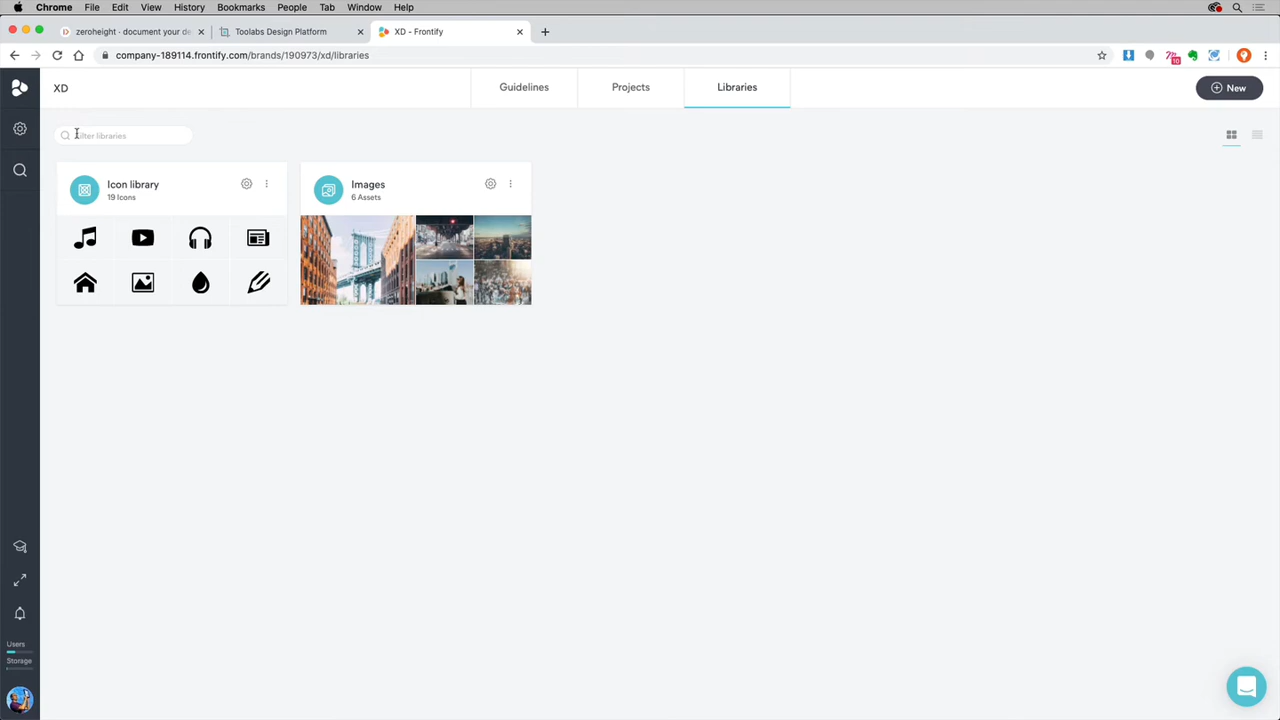 Chrome File Edit View History Bookmarks People Tab Window Help
zeroheight · document your de
Toolabs Design Platform
XD - Frontify
company-189114.frontify.com/brands/190973/xd/libraries
10
XD
Guidelines
Projects
Libraries
New
Filter libraries
Icon library
19 Icons
Images
6 Assets
Users
Storage